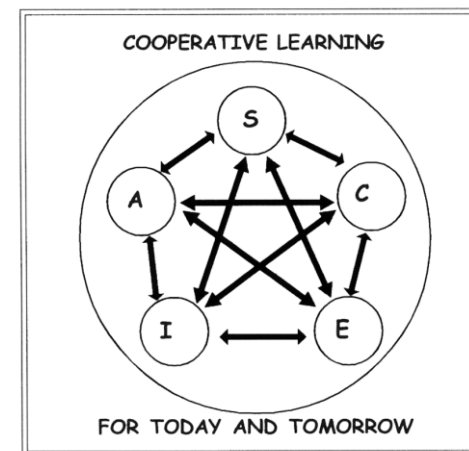 COOPERATIVE LEARNING
S
A
C
I
E
FOR TODAY AND TOMORROW